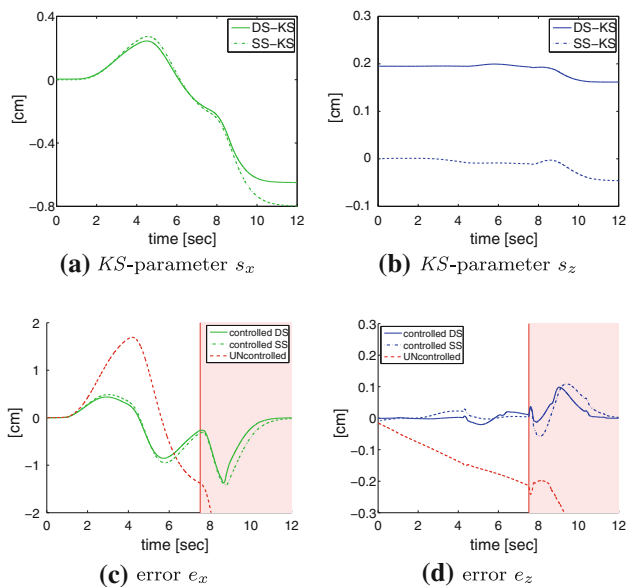 0.4
0
−0.4
−0.8
[cm]
DS−KS
SS−KS
0 2 4 6 8 10 12
time [sec]
(a) KS-parameter s_x
0.3
0.2
0.1
0
−0.1
[cm]
DS−KS
SS−KS
0 2 4 6 8 10 12
time [sec]
(b) KS-parameter s_z
2
1
0
−1
−2
[cm]
controlled DS
controlled SS
UNcontrolled
0 2 4 6 8 10 12
time [sec]
(c) error e_x
0.3
0.2
0.1
0
−0.1
−0.2
−0.3
[cm]
controlled DS
controlled SS
UNcontrolled
0 2 4 6 8 10 12
time [sec]
(d) error e_z